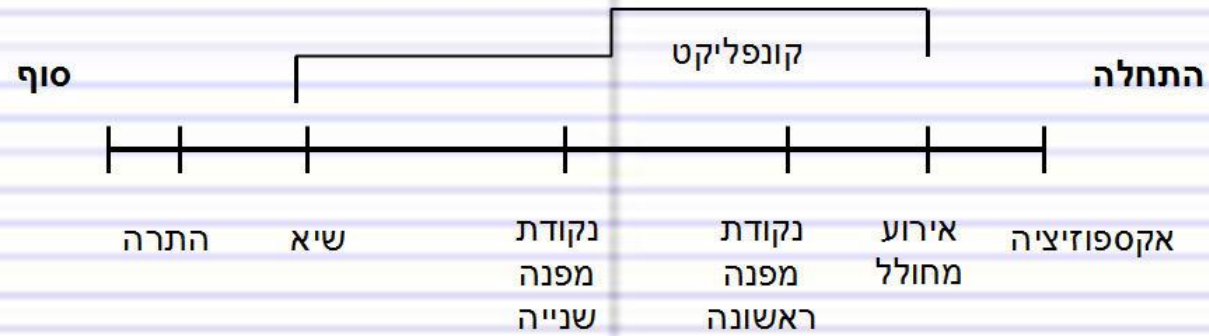 התחלה
קונפליקט
סוף
אקספוזיציה
אירוע
מחולל
נקודת
מפנה
ראשונה
נקודת
מפנה
שנייה
שיא
התרה